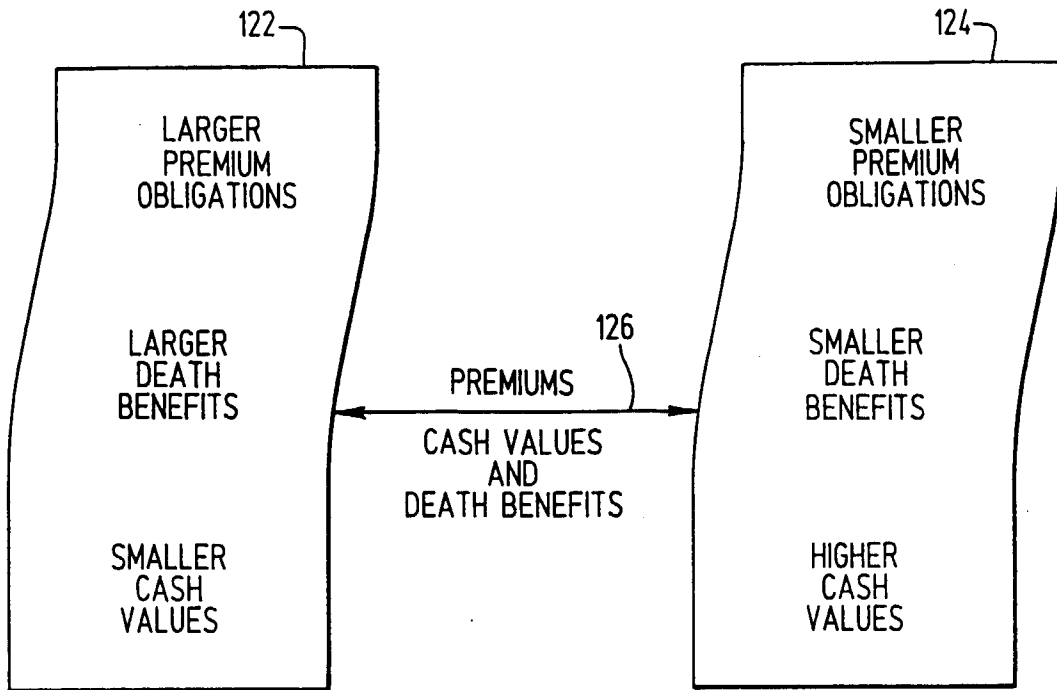 122
LARGER
PREMIUM
OBLIGATIONS
LARGER
DEATH
BENEFITS
SMALLER
CASH
VALUES
126
PREMIUMS
CASH VALUES
AND
DEATH BENEFITS
124
SMALLER
PREMIUM
OBLIGATIONS
SMALLER
DEATH
BENEFITS
HIGHER
CASH
VALUES